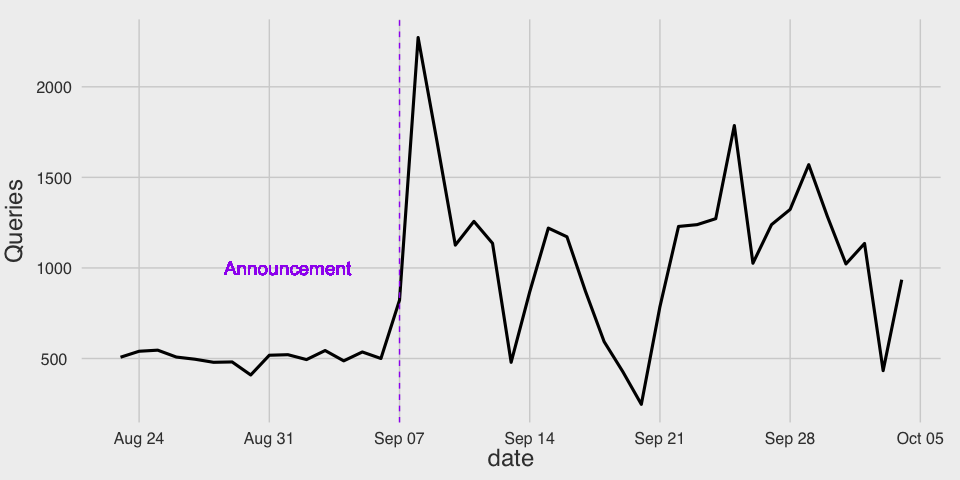 2000
1500
Queries
1000
Announcement
500
Aug 24 Aug 31 Sep 07 Sep 14 Sep 21 Sep 28 Oct 05
date